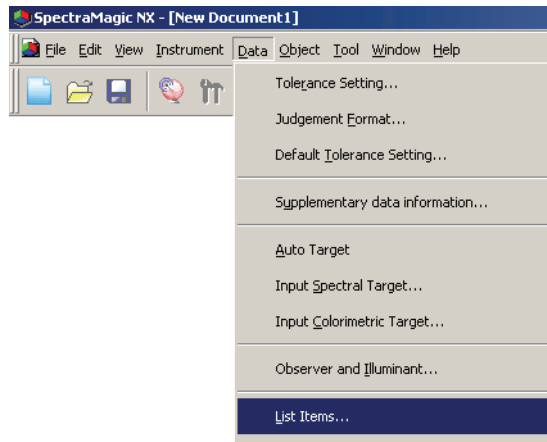 SpectraMagic NX - [New Document1]
File Edit View Instrument Data Object Tool Window Help
Tolerance Setting...
Judgement Format...
Default Tolerance Setting...
Supplementary data information...
Auto Target
Input Spectral Target...
Input Colorimetric Target...
Observer and Illuminant...
List Items...